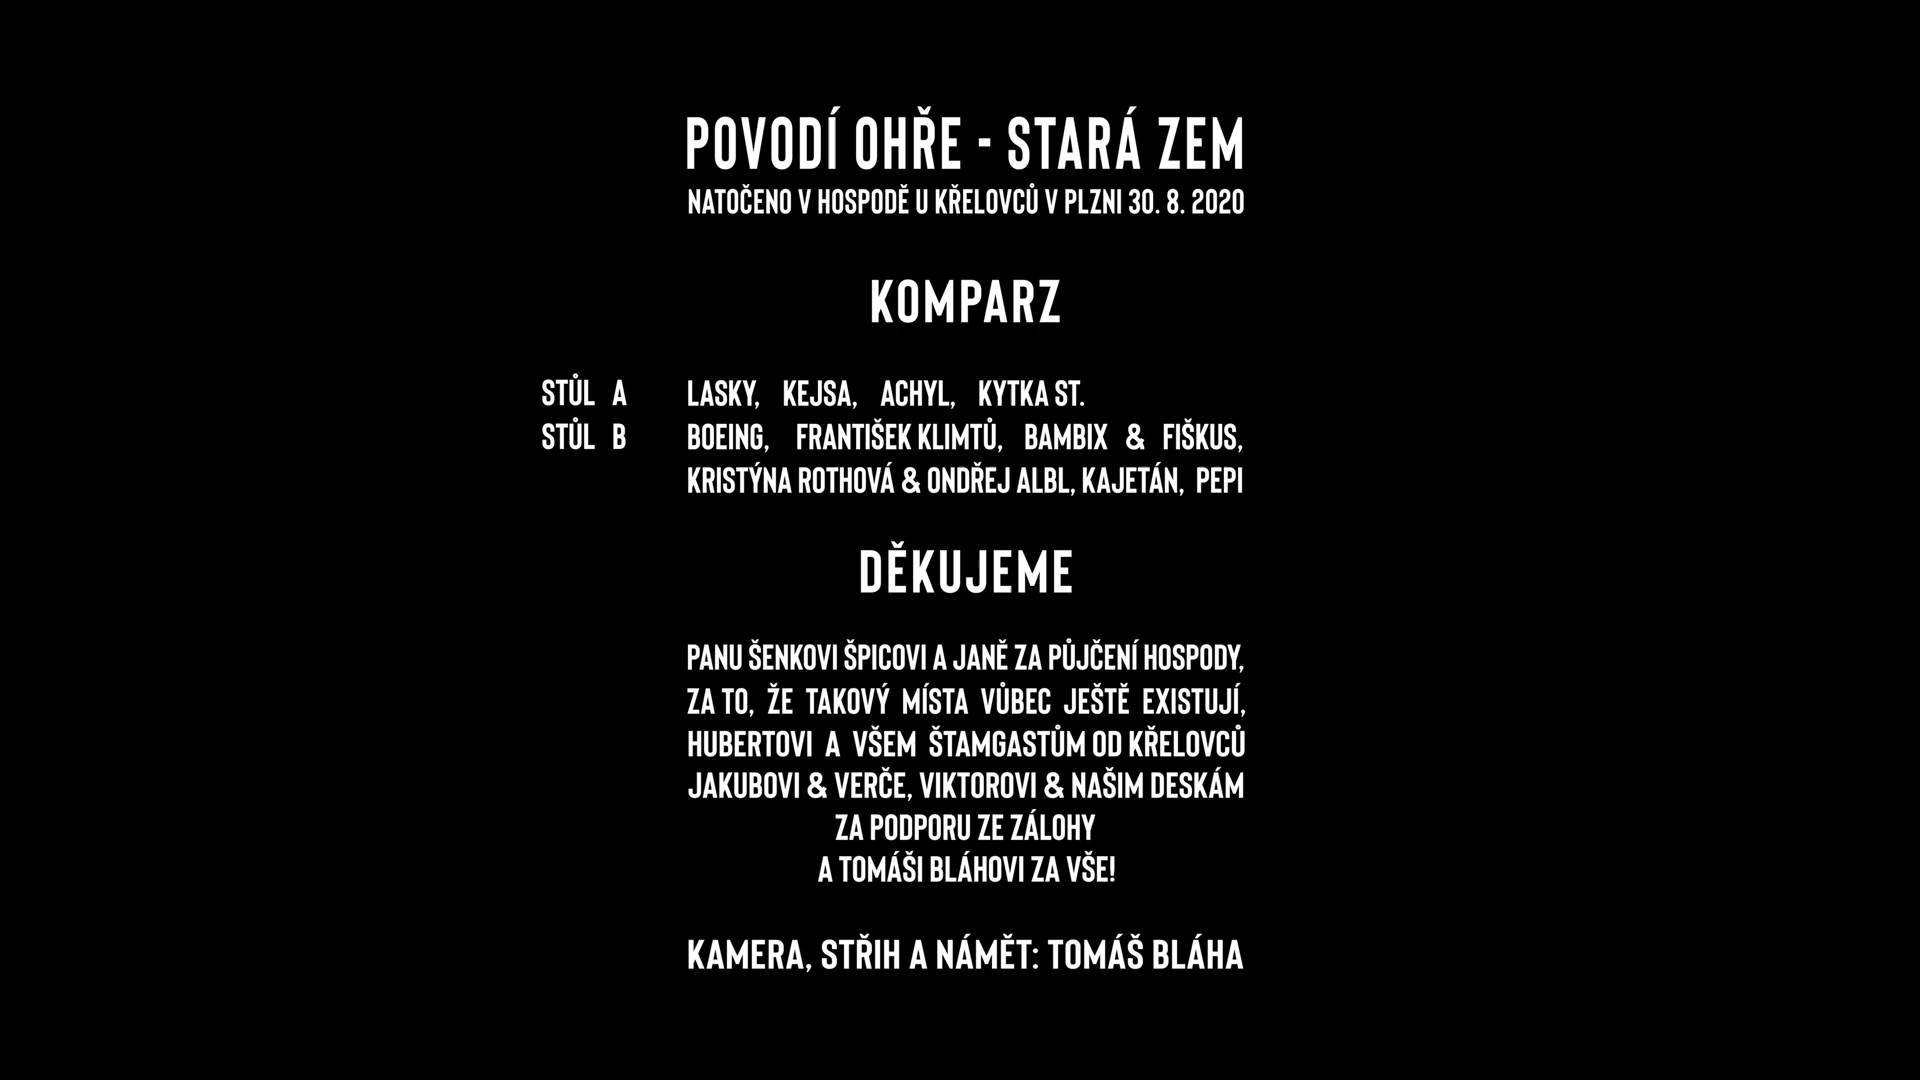 POVODÍ OHŘE - STARÁ ZEM
NATOČENO V HOSPODĚ U KŘELOVCŮ V PLZNI 30. 8. 2020
KOMPARZ
STŮL A LASKY, KEJSA, ACHYL, KYTKA ST.
STŮL B BOEING, FRANTIŠEK KLIMTŮ, BAMBIX & FIŠKUS,
KRISTÝNA ROTHOVÁ & ONDŘEJ ALBL, KAJETÁN, PEPI
DĚKUJEME
PANU ŠENKOVI ŠPICOVI A JANĚ ZA PŮJČENÍ HOSPODY,
ZA TO, ŽE TAKOVÝ MÍSTA VŮBEC JEŠTĚ EXISTUJÍ,
HUBERTOVI A VŠEM ŠTAMGASTŮM OD KŘELOVCŮ
JAKUBOVI & VERČE, VIKTOROVI & NAŠIM DESKÁM
ZA PODPORU ZE ZÁLOHY
A TOMÁŠI BLÁHOVI ZA VŠE!
KAMERA, STŘIH A NÁMĚT: TOMÁŠ BLÁHA